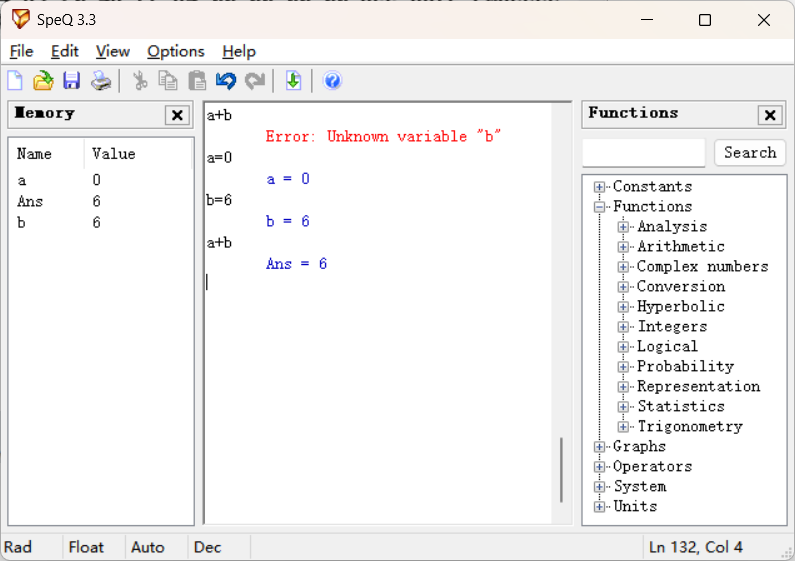 SpeQ 3.3
File Edit View Options Help
Memory
Name Value
a 0
Ans 6
b 6
a+b
Error: Unknown variable "b"
a=0
a = 0
b=6
b = 6
a+b
Ans = 6
Functions
Search
Constants
Functions
Analysis
Arithmetic
Complex numbers
Conversion
Hyperbolic
Integers
Logical
Probability
Representation
Statistics
Trigonometry
Graphs
Operators
System
Units
Rad Float Auto Dec Ln 132, Col 4